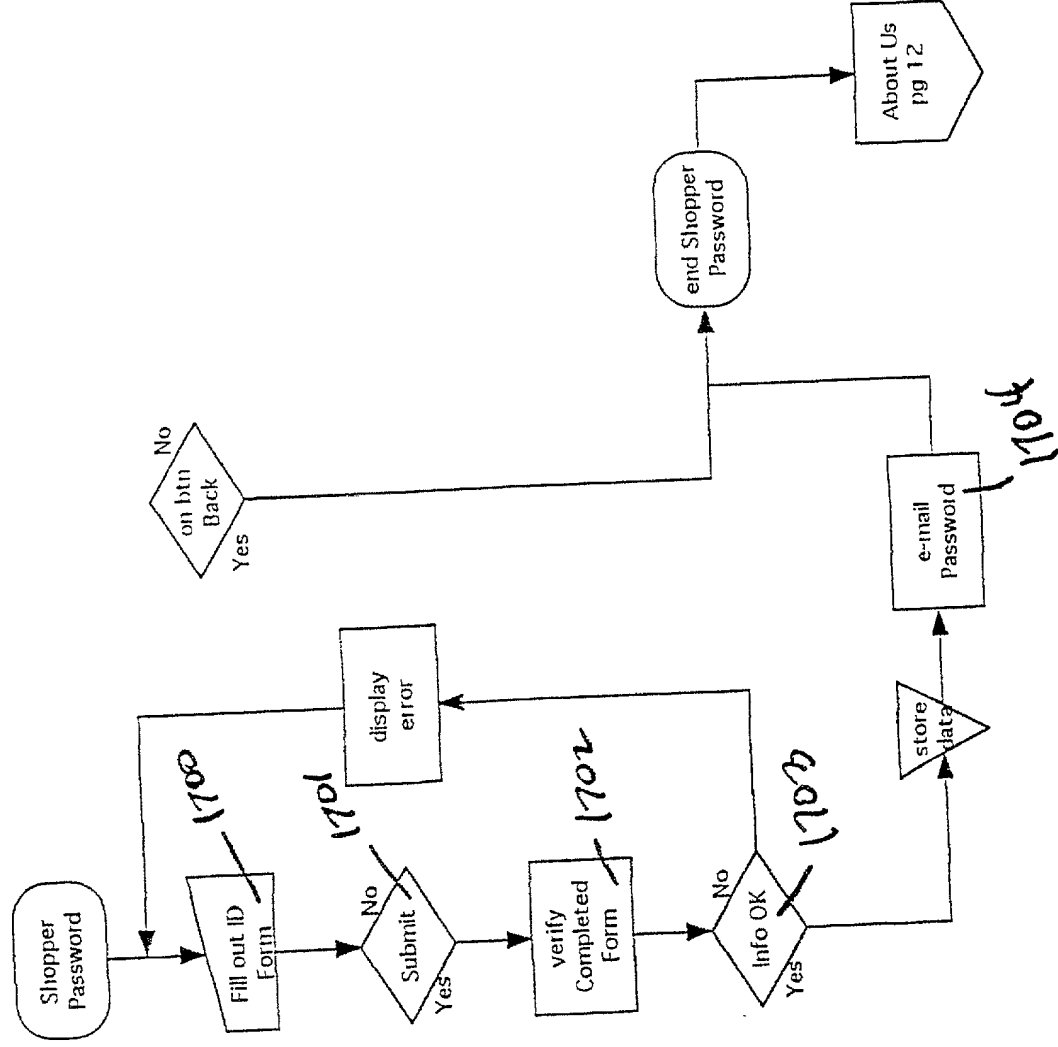 Shopper
Password
Fill out ID
Form
1700
Submit
No
Yes
1701
verify
Completed
Form
1702
Info OK
No
Yes
1703
display
error
store
data
e-mail
Password
1704
on btn
Back
No
Yes
end Shopper
Password
About Us
pg 12